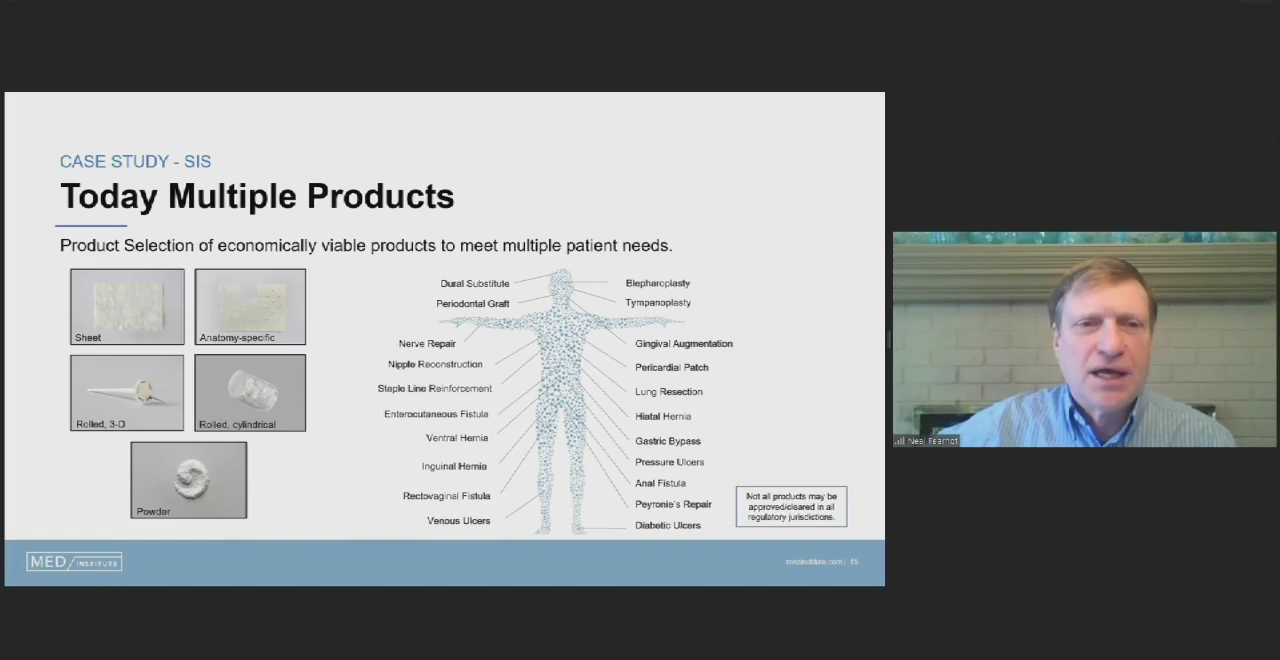 CASE STUDY - SIS
Today Multiple Products
Product Selection of economically viable products to meet multiple patient needs.
Sheet
Anatomy-specific
Rolled, 3-D
Rolled, cylindrical
Powder
Dural Substitute
Periodontal Graft
Nerve Repair
Nipple Reconstruction
Staple Line Reinforcement
Enterocutaneous Fistula
Ventral Hernia
Inguinal Hernia
Rectovaginal Fistula
Venous Ulcers
Blepharoplasty
Tympanoplasty
Gingival Augmentation
Pericardial Patch
Lung Resection
Hiatal Hernia
Gastric Bypass
Pressure Ulcers
Anal Fistula
Peyronie's Repair
Diabetic Ulcers
Not all products may be
approved/cleared in all
regulatory jurisdictions.
MED/INSTITUTE
medinstitute.com | 15
Neal Fearnot